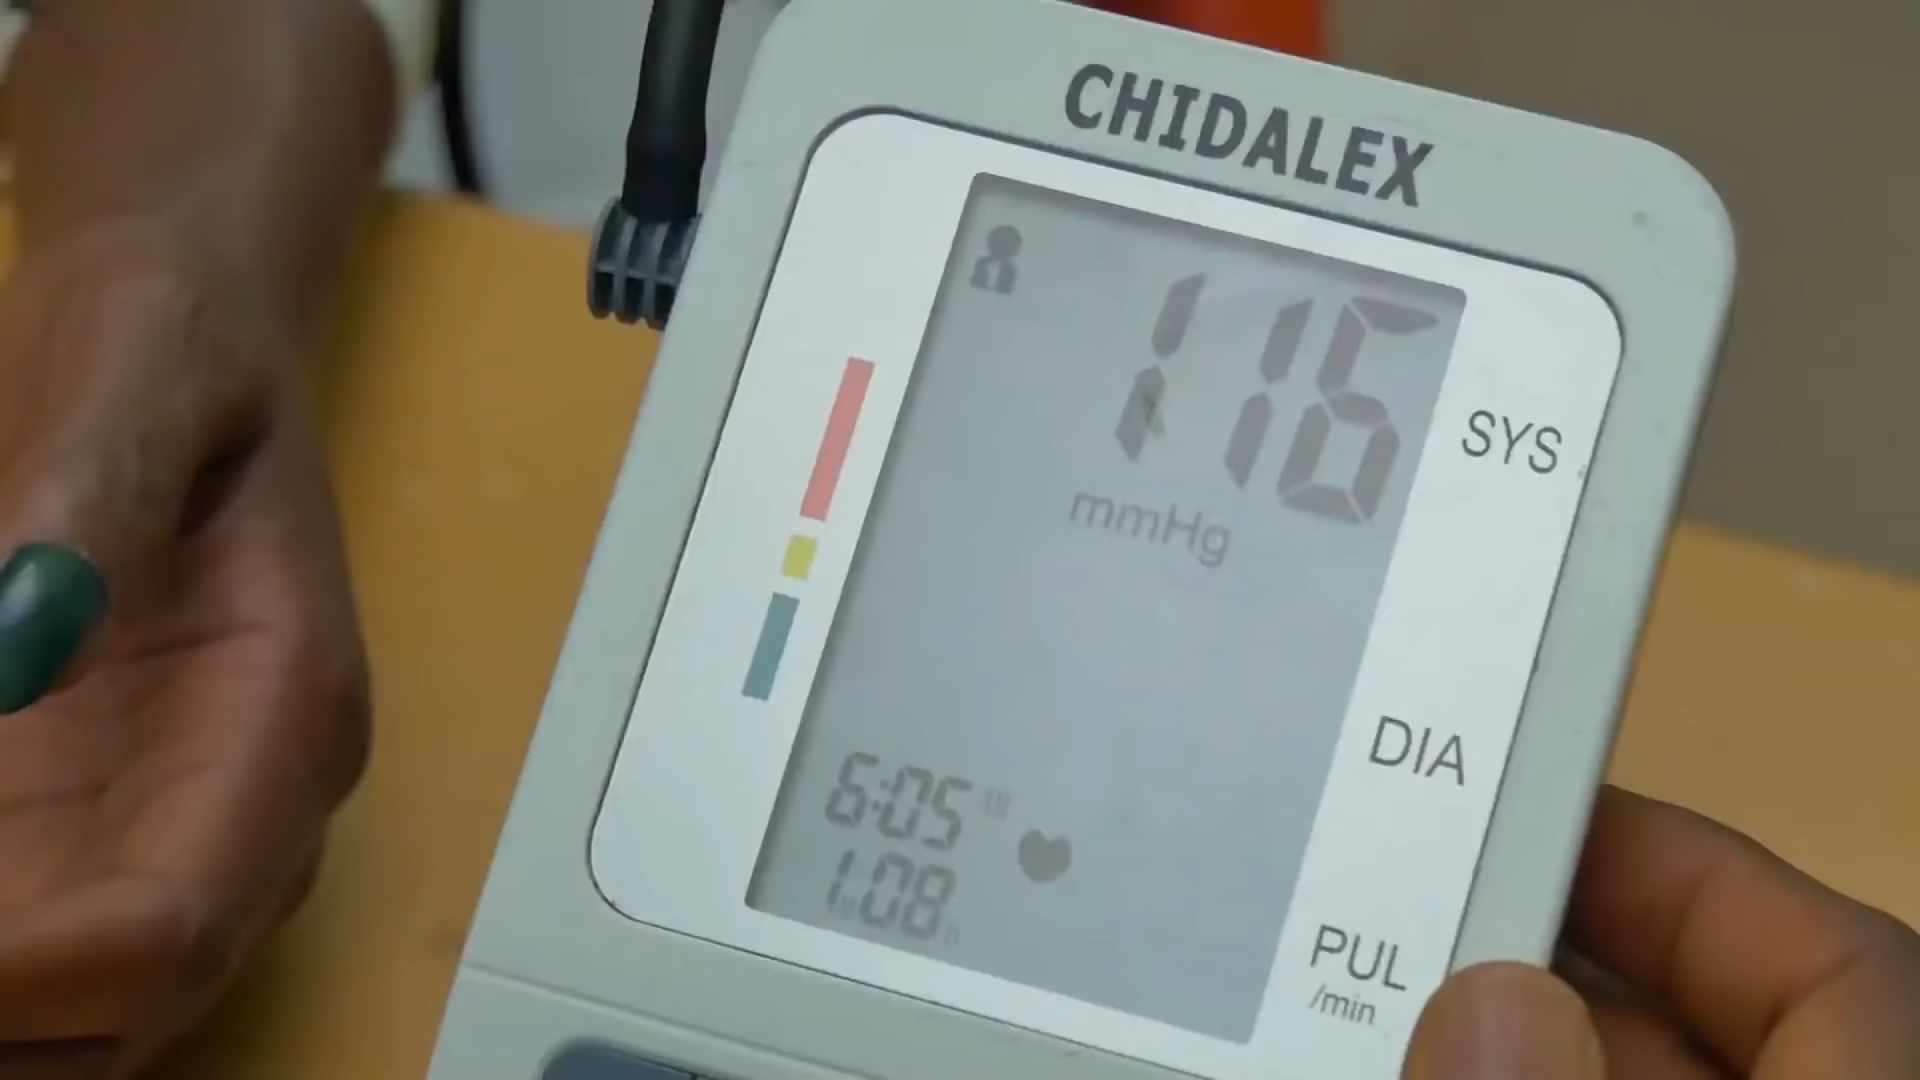 CHIDALEX
116
SYS
mmHg
DIA
6:05
1 08
PUL
/min